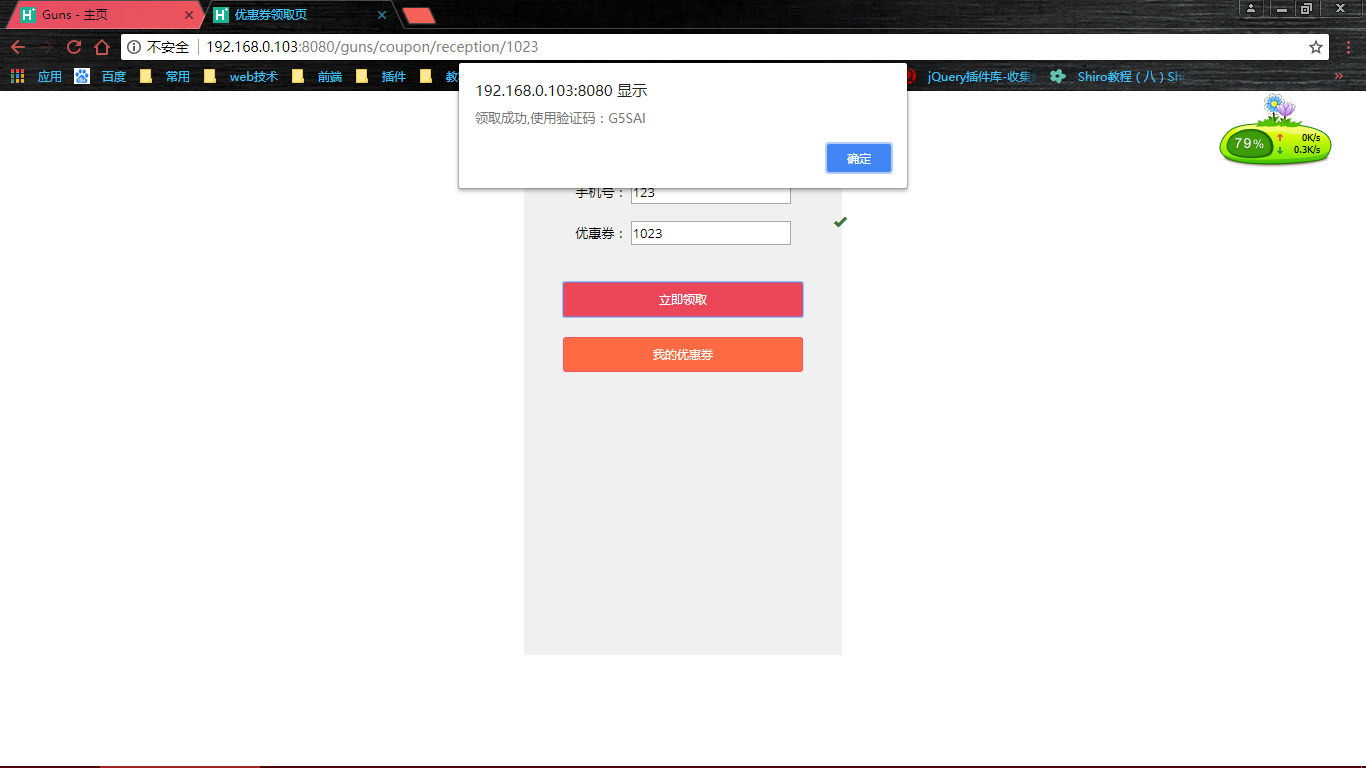 Guns - 主页
优惠券领取页
不安全 192.168.0.103:8080/guns/coupon/reception/1023
应用 百度 常用 web技术 前端 插件 jQuery插件库-收集 Shiro教程（八）Sh
192.168.0.103:8080 显示
领取成功,使用验证码：G5SAI
确定
79%
0K/s
0.3K/s
手机号： 123
优惠券： 1023
立即领取
我的优惠券